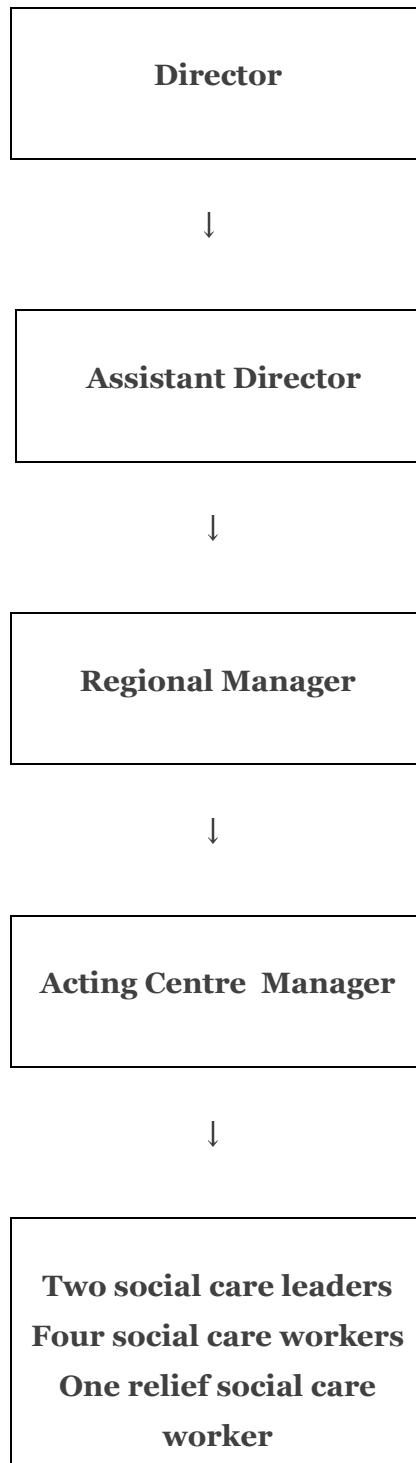 Director
↓
Assistant Director
↓
Regional Manager
↓
Acting Centre Manager
↓
Two social care leaders
Four social care workers
One relief social care
worker